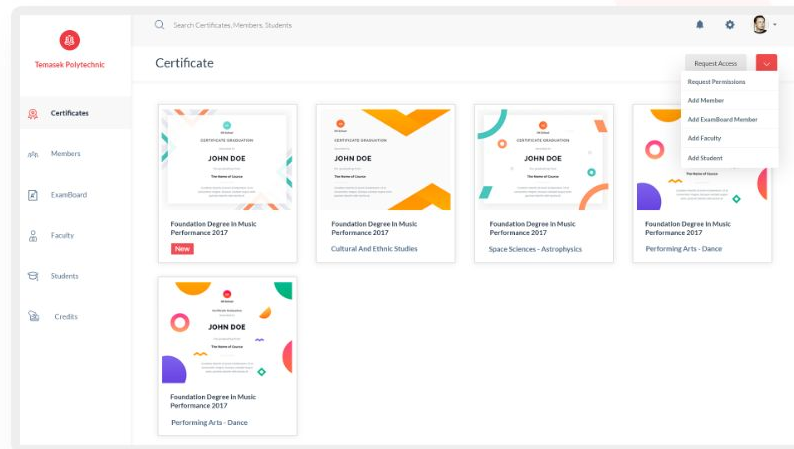 Search Certificates, Members, Students
Temasek Polytechnic
Certificate
Request Access
Request Permissions
Add Member
Add ExamBoard Member
Add Faculty
Add Student
Certificates
Members
ExamBoard
Faculty
Students
Credits
CERTIFICATE GRADUATION
JOHN DOE
The Name of Course
Foundation Degree In Music
Performance 2017
New
CERTIFICATE GRADUATION
JOHN DOE
The Name of Course
Foundation Degree In Music
Performance 2017
Cultural And Ethnic Studies
CERTIFICATE GRADUATION
JOHN DOE
The Name of Course
Foundation Degree In Music
Performance 2017
Space Sciences - Astrophysics
The Name of Course
Foundation Degree In Music
Performance 2017
Performing Arts - Dance
JOHN DOE
The Name of Course
Foundation Degree In Music
Performance 2017
Performing Arts - Dance